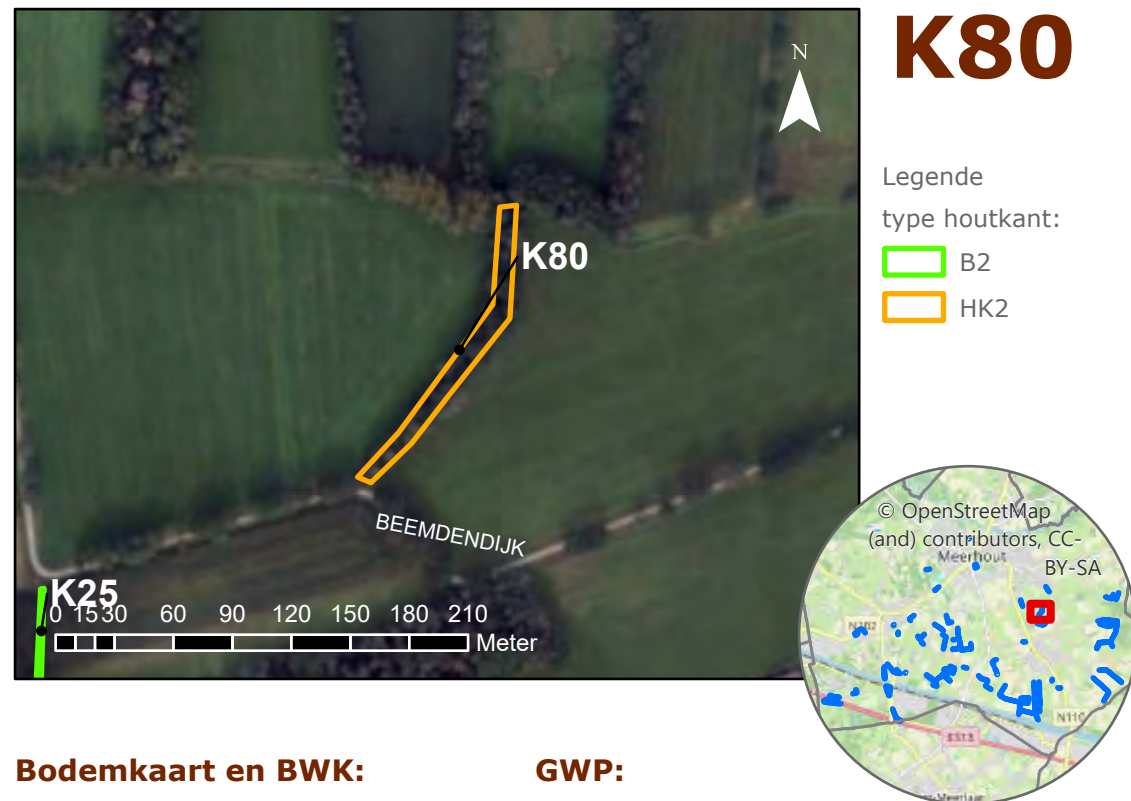 K80
N
Legende
type houtkant:
B2
HK2
K80
BEEMDENDIJK
K25
0 15 30 60 90 120 150 180 210
Meter
© OpenStreetMap
(and) contributors, CC-
BY-SA
Meerhout
N102
N110
E313
Bodemkaart en BWK:
GWP: